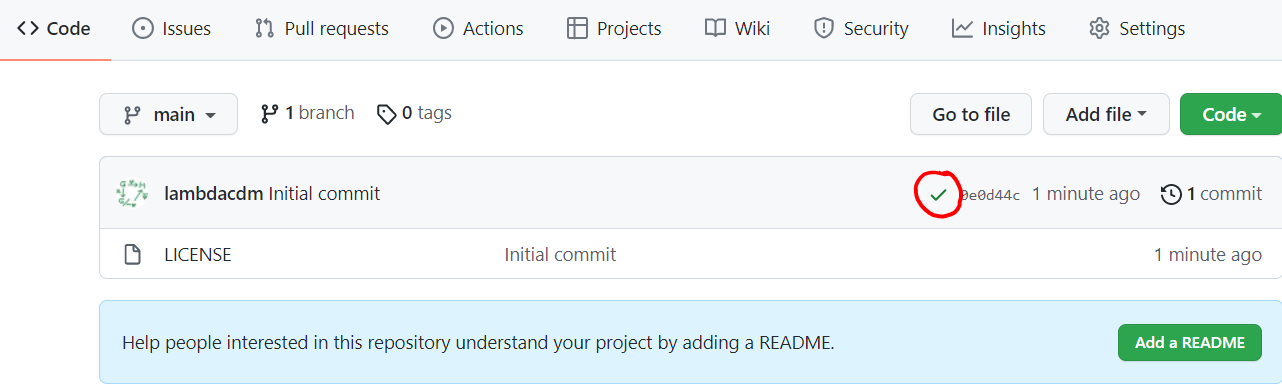 Code Issues Pull requests Actions Projects Wiki Security Insights Settings
main 1 branch 0 tags Go to file Add file Code
lambdacdm Initial commit 0e0d44c 1 minute ago 1 commit
LICENSE Initial commit 1 minute ago
Help people interested in this repository understand your project by adding a README. Add a README